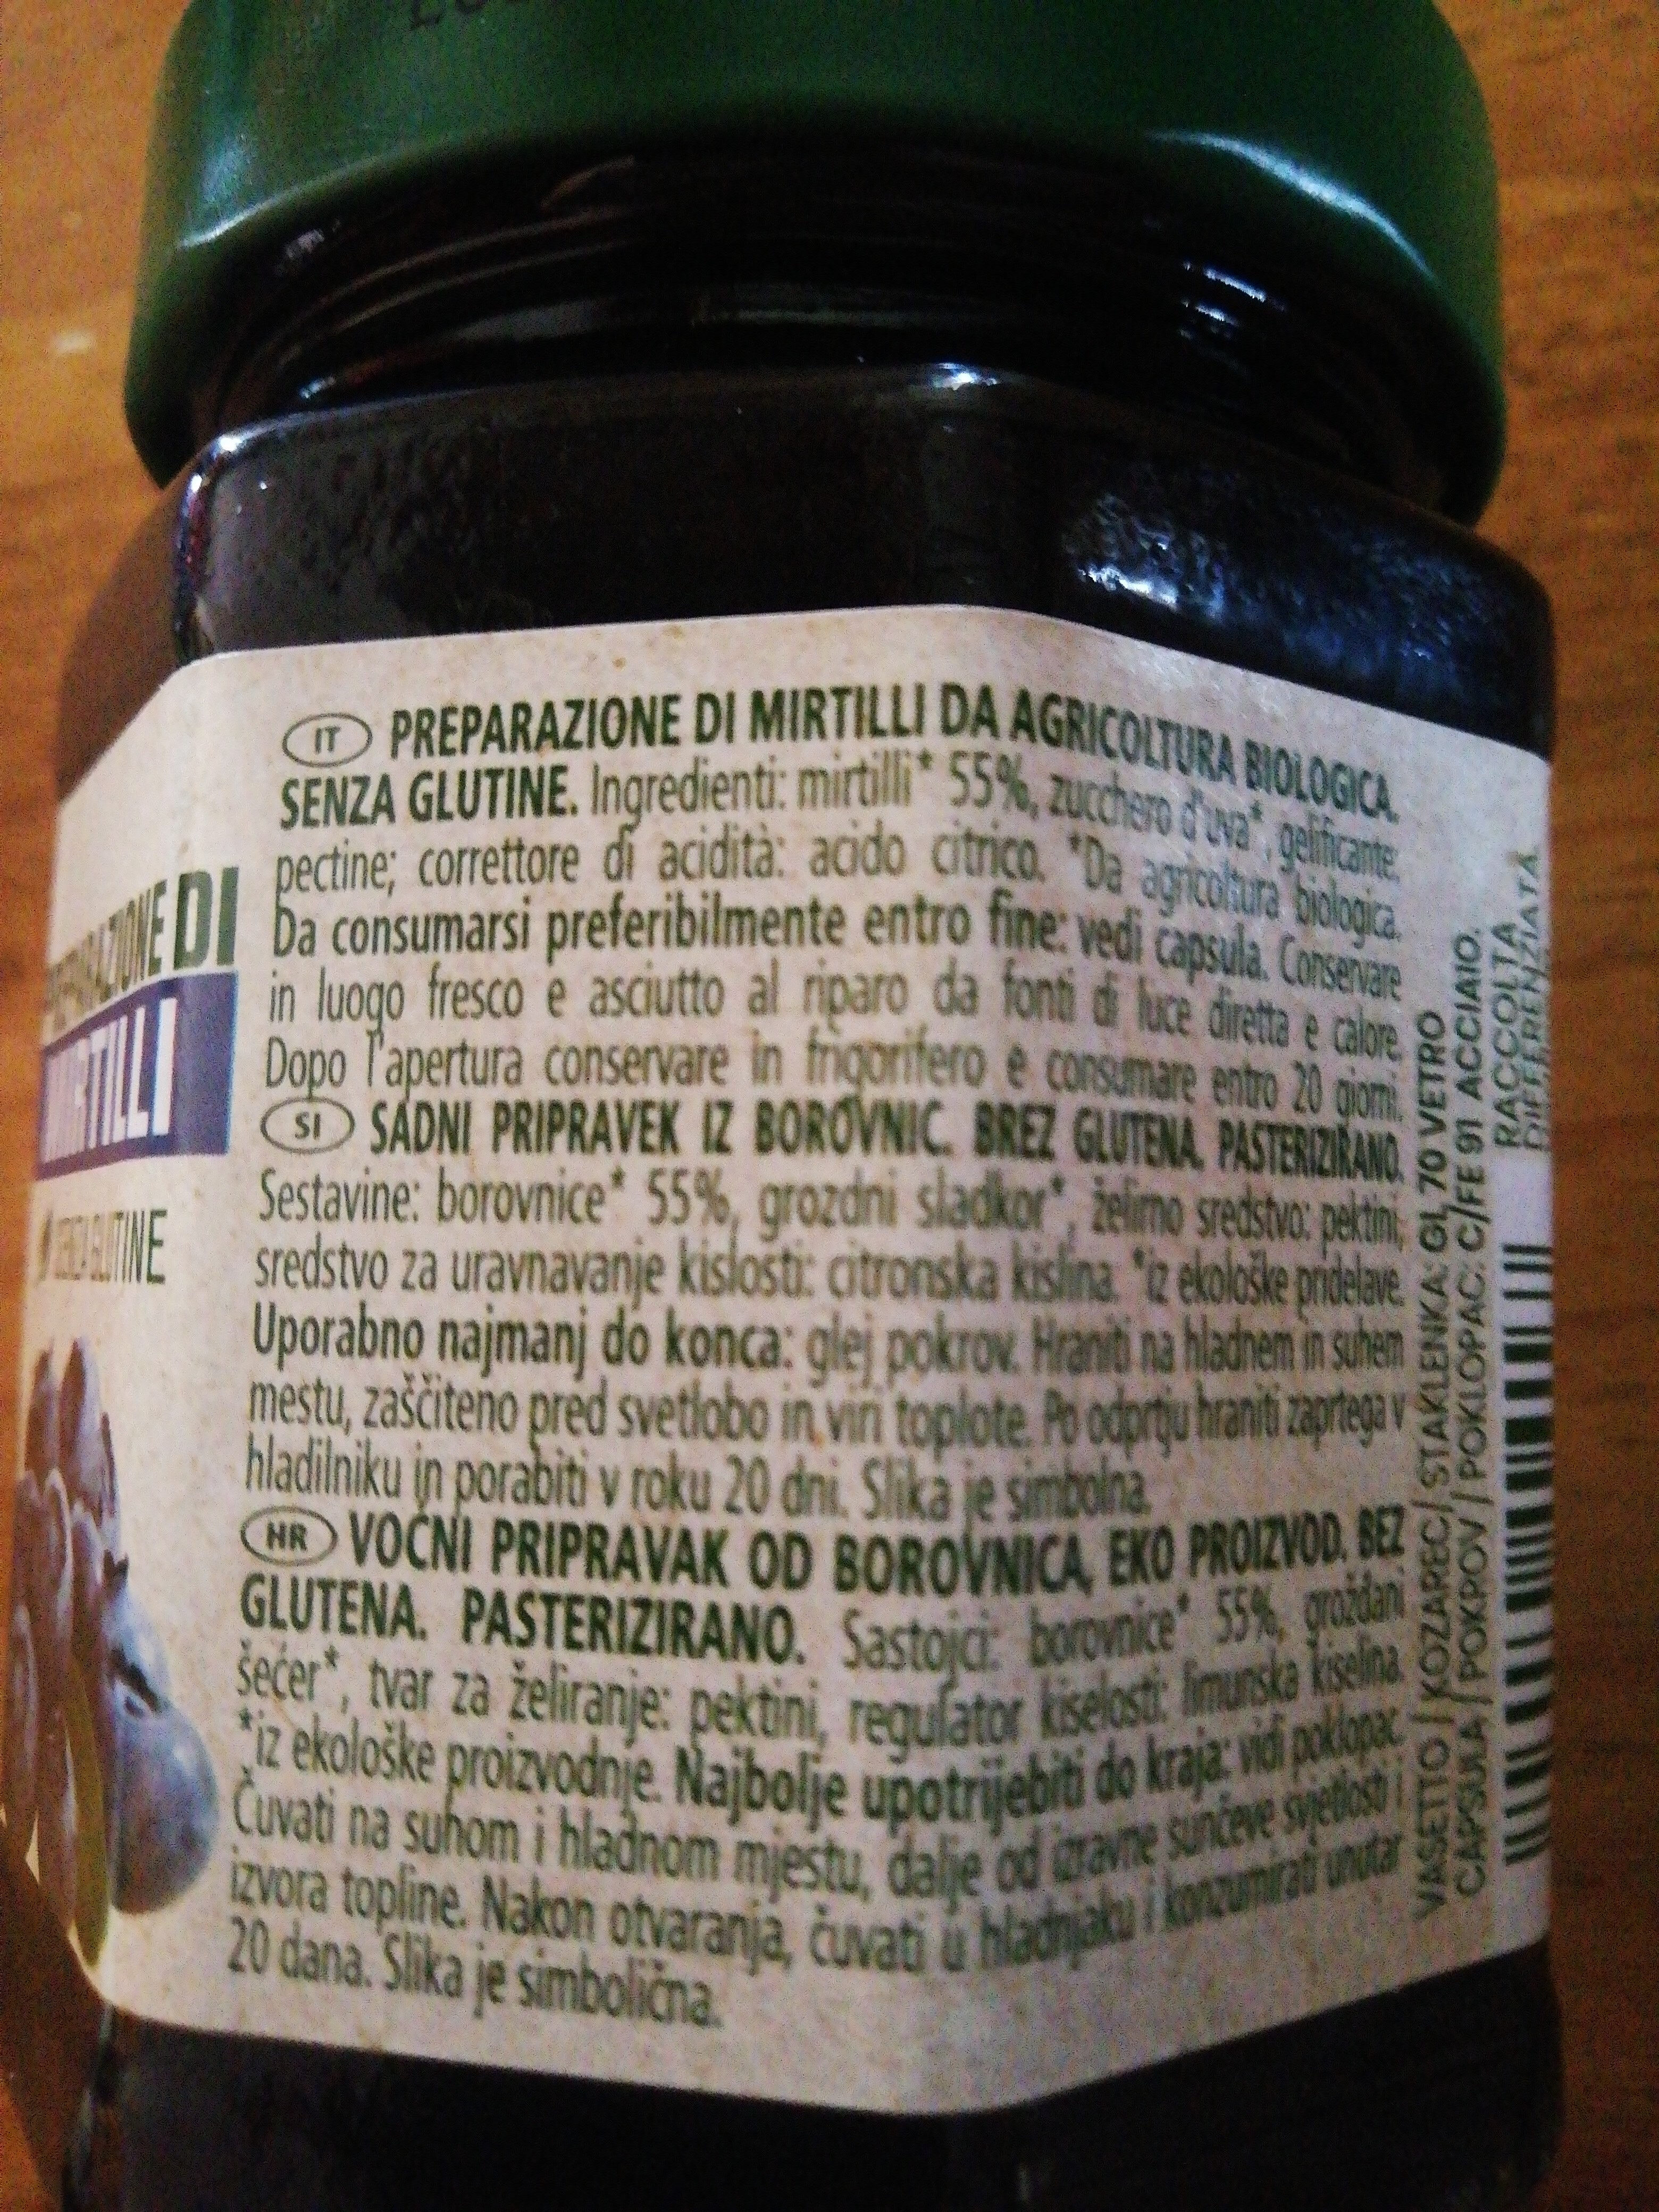 IT PREPARAZIONE DI MIRTILLI DA AGRICOLTURA BIOLOGICA.
SENZA GLUTINE. Ingredienti: mirtilli* 55%, zucchero d'uva*, gelificante:
pectine; correttore di acidità: acido citrico. *Da agricoltura biologica.
Da consumarsi preferibilmente entro fine: vedi capsula. Conservare
in luogo fresco e asciutto al riparo da fonti di luce diretta e calore.
Dopo l'apertura conservare in frigorifero e consumare entro 20 giorni.
SI SADNI PRIPRAVEK IZ BOROVNIC. BREZ GLUTENA. PASTERIZIRANO.
Sestavine: borovnice* 55%, grozdni sladkor*, želirno sredstvo: pektini,
sredstvo za uravnavanje kislosti: citronska kislina. *iz ekološke pridelave.
Uporabno najmanj do konca: glej pokrov. Hraniti na hladnem in suhem
mestu, zaščiteno pred svetlobo in viri toplote. Po odprtju hraniti zaprtega v
hladilniku in porabiti v roku 20 dni. Slika je simbolna.
HR VOĆNI PRIPRAVAK OD BOROVNICA, EKO PROIZVOD. BEZ
GLUTENA. PASTERIZIRANO. Sastojci: borovnice* 55%, grožđani
šećer*, tvar za želiranje: pektini, regulator kiselosti: limunska kiselina.
*iz ekološke proizvodnje. Najbolje upotrijebiti do kraja: vidi poklopac.
Čuvati na suhom i hladnom mjestu, dalje od izravne sunčeve svjetlosti i
izvora topline. Nakon otvaranja, čuvati u hladnjaku i konzumirati unutar
20 dana. Slika je simbolična.
PREPARAZIONE DI
MIRTILLI
SENZA GLUTINE
VASETTO / KOZAREC / STAKLENKA: GL 70 VETRO
CAPSULA / POKROV / POKLOPAC: C/FE 91 ACCIAIO.
RACCOLTA
DIFFERENZIATA